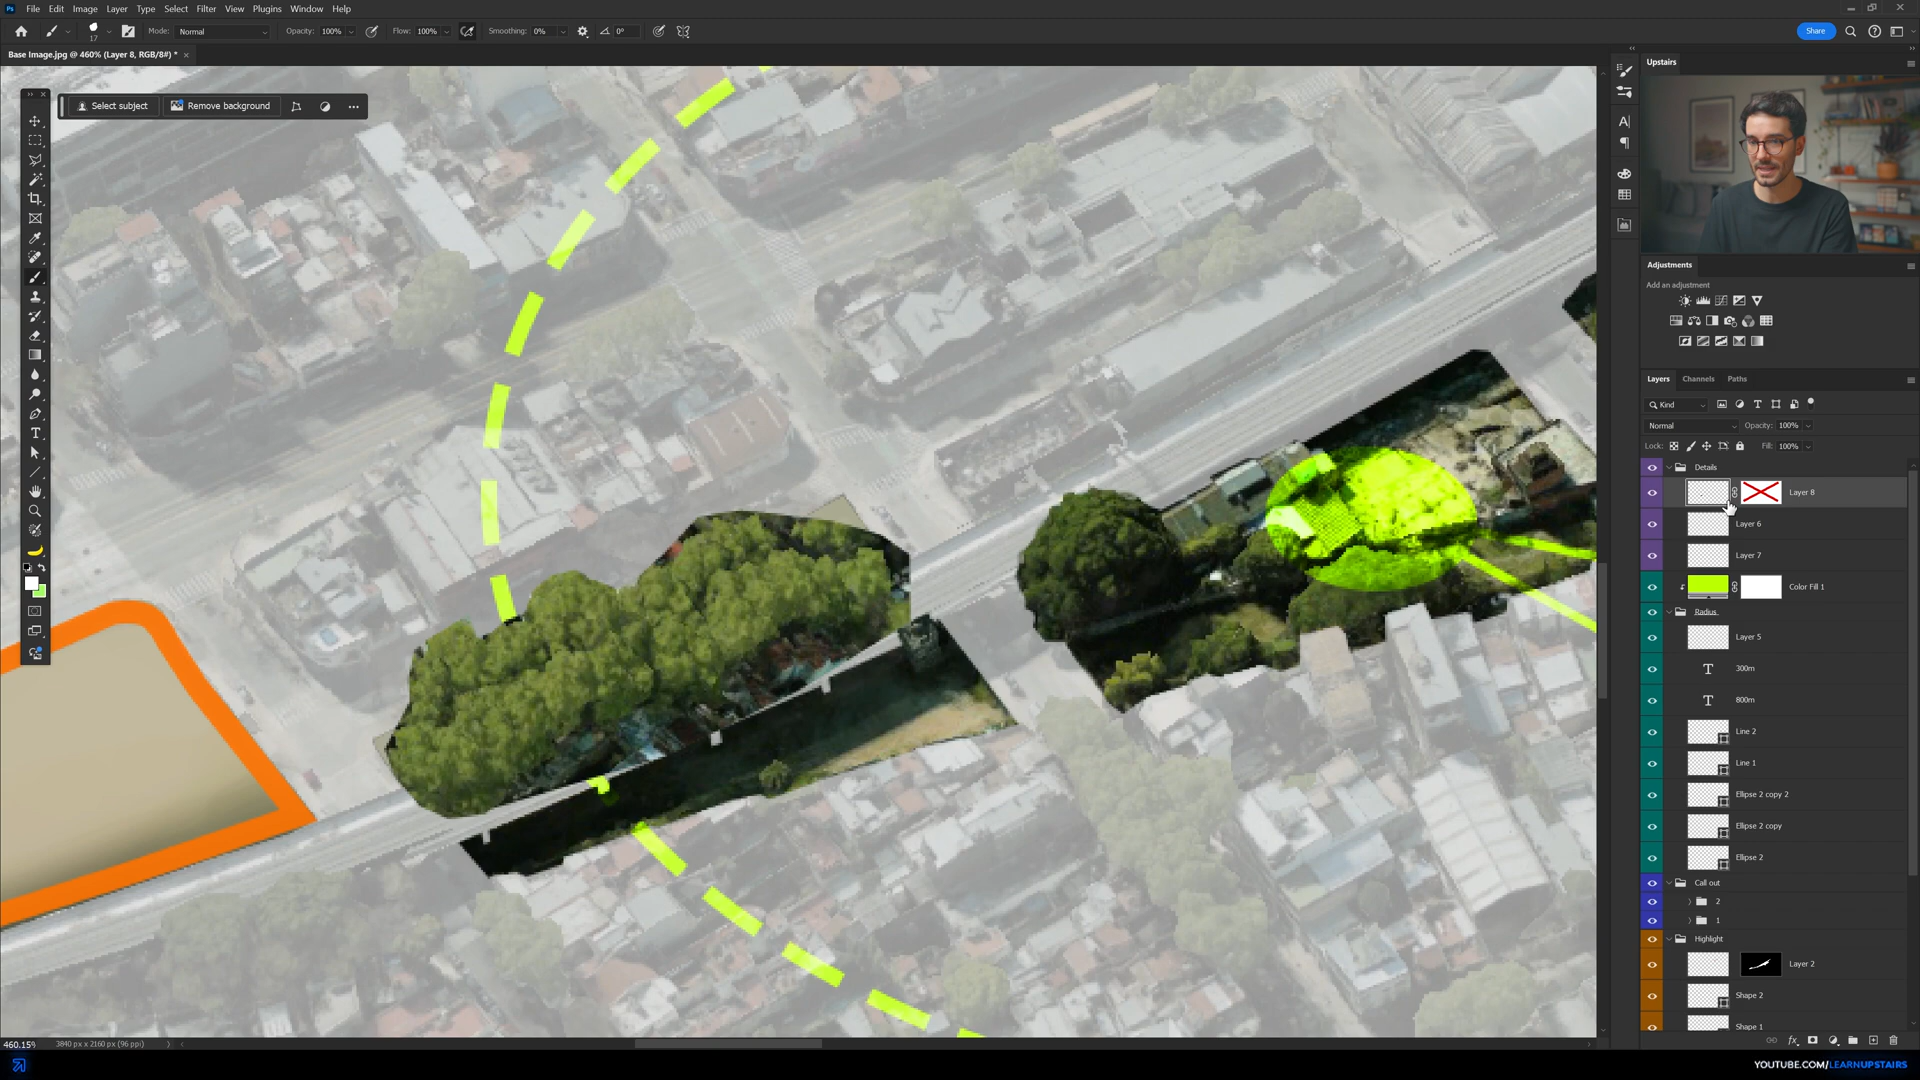 File Edit Image Layer Type Select Filter View Plugins Window Help
17 Mode: Normal Opacity: 100% Flow: 100% Smoothing: 0% 0° Share
Base Image.jpg @ 460% (Layer 8, RGB/8#) *
Select subject Remove background
Upstairs
Adjustments
Add an adjustment
Layers Channels Paths
Kind
Normal Opacity: 100%
Lock: Fill: 100%
Details
Layer 8
Layer 6
Layer 7
Color Fill 1
Radius
Layer 5
300m
800m
Line 2
Line 1
Ellipse 2 copy 2
Ellipse 2 copy
Ellipse 2
Call out
2
1
Highlight
Layer 2
Shape 2
Shape 1
460.15% 3840 px x 2160 px (96 ppi)
YOUTUBE.COM/LEARNUPSTAIRS